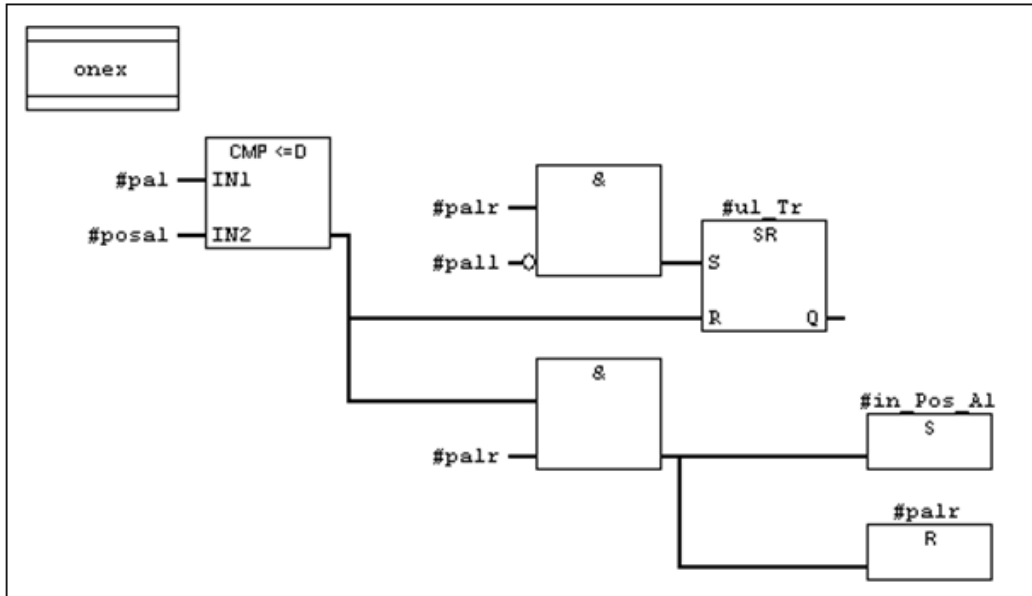 onex
CMP <=D
#pal IN1
#posal IN2
&
#palr
#pall
#ul_Tr
SR
S
R Q
&
#palr
#in_Pos_Al
S
#palr
R